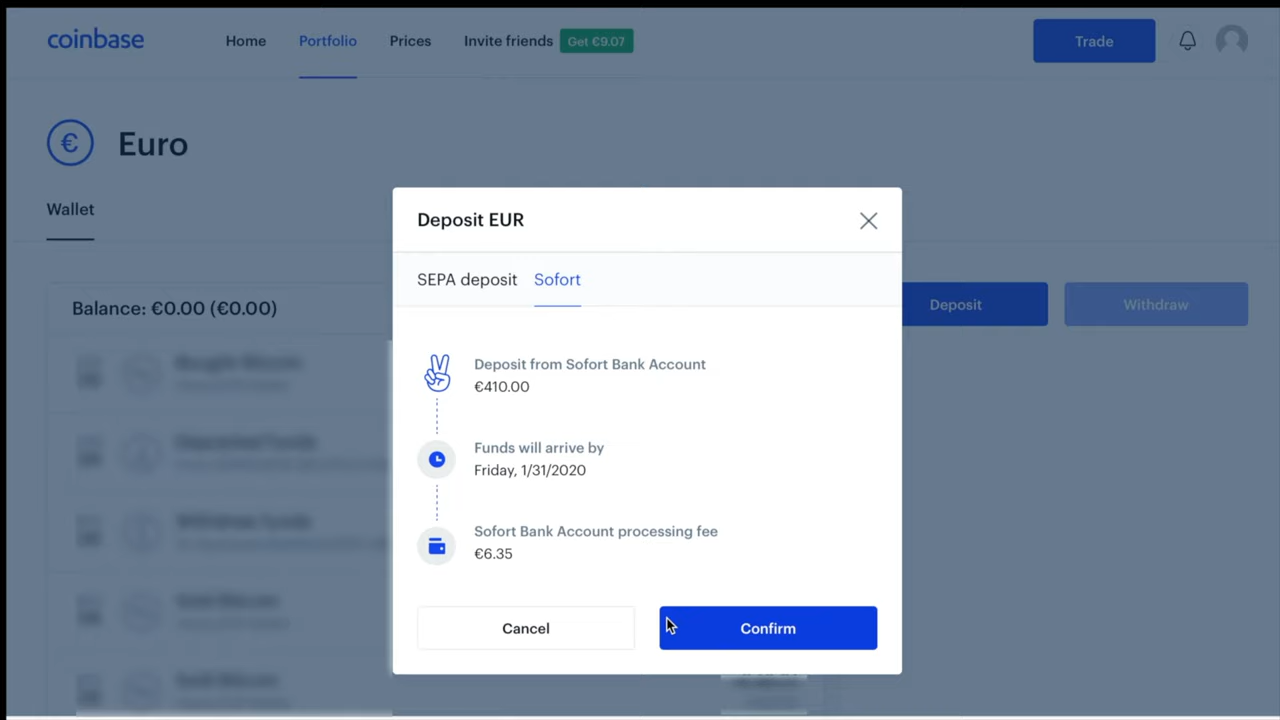 coinbase
Home
Portfolio
Prices
Invite friends
Get €9.07
Trade
€
Euro
Wallet
Balance: €0.00 (€0.00)
Deposit
Withdraw
Deposit EUR
SEPA deposit
Sofort
Deposit from Sofort Bank Account
€410.00
Funds will arrive by
Friday, 1/31/2020
Sofort Bank Account processing fee
€6.35
Cancel
Confirm